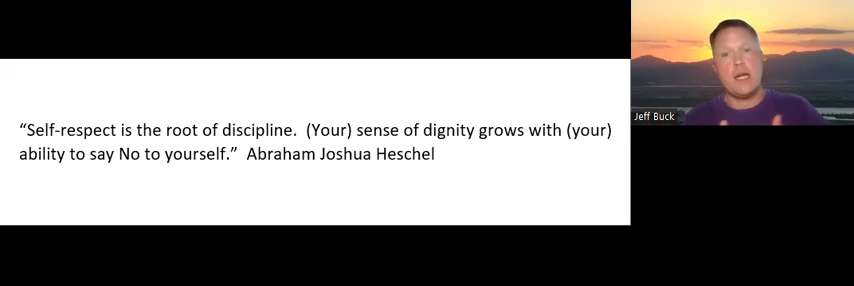 “Self-respect is the root of discipline.  (Your) sense of dignity grows with (your)
ability to say No to yourself.”  Abraham Joshua Heschel
Jeff Buck